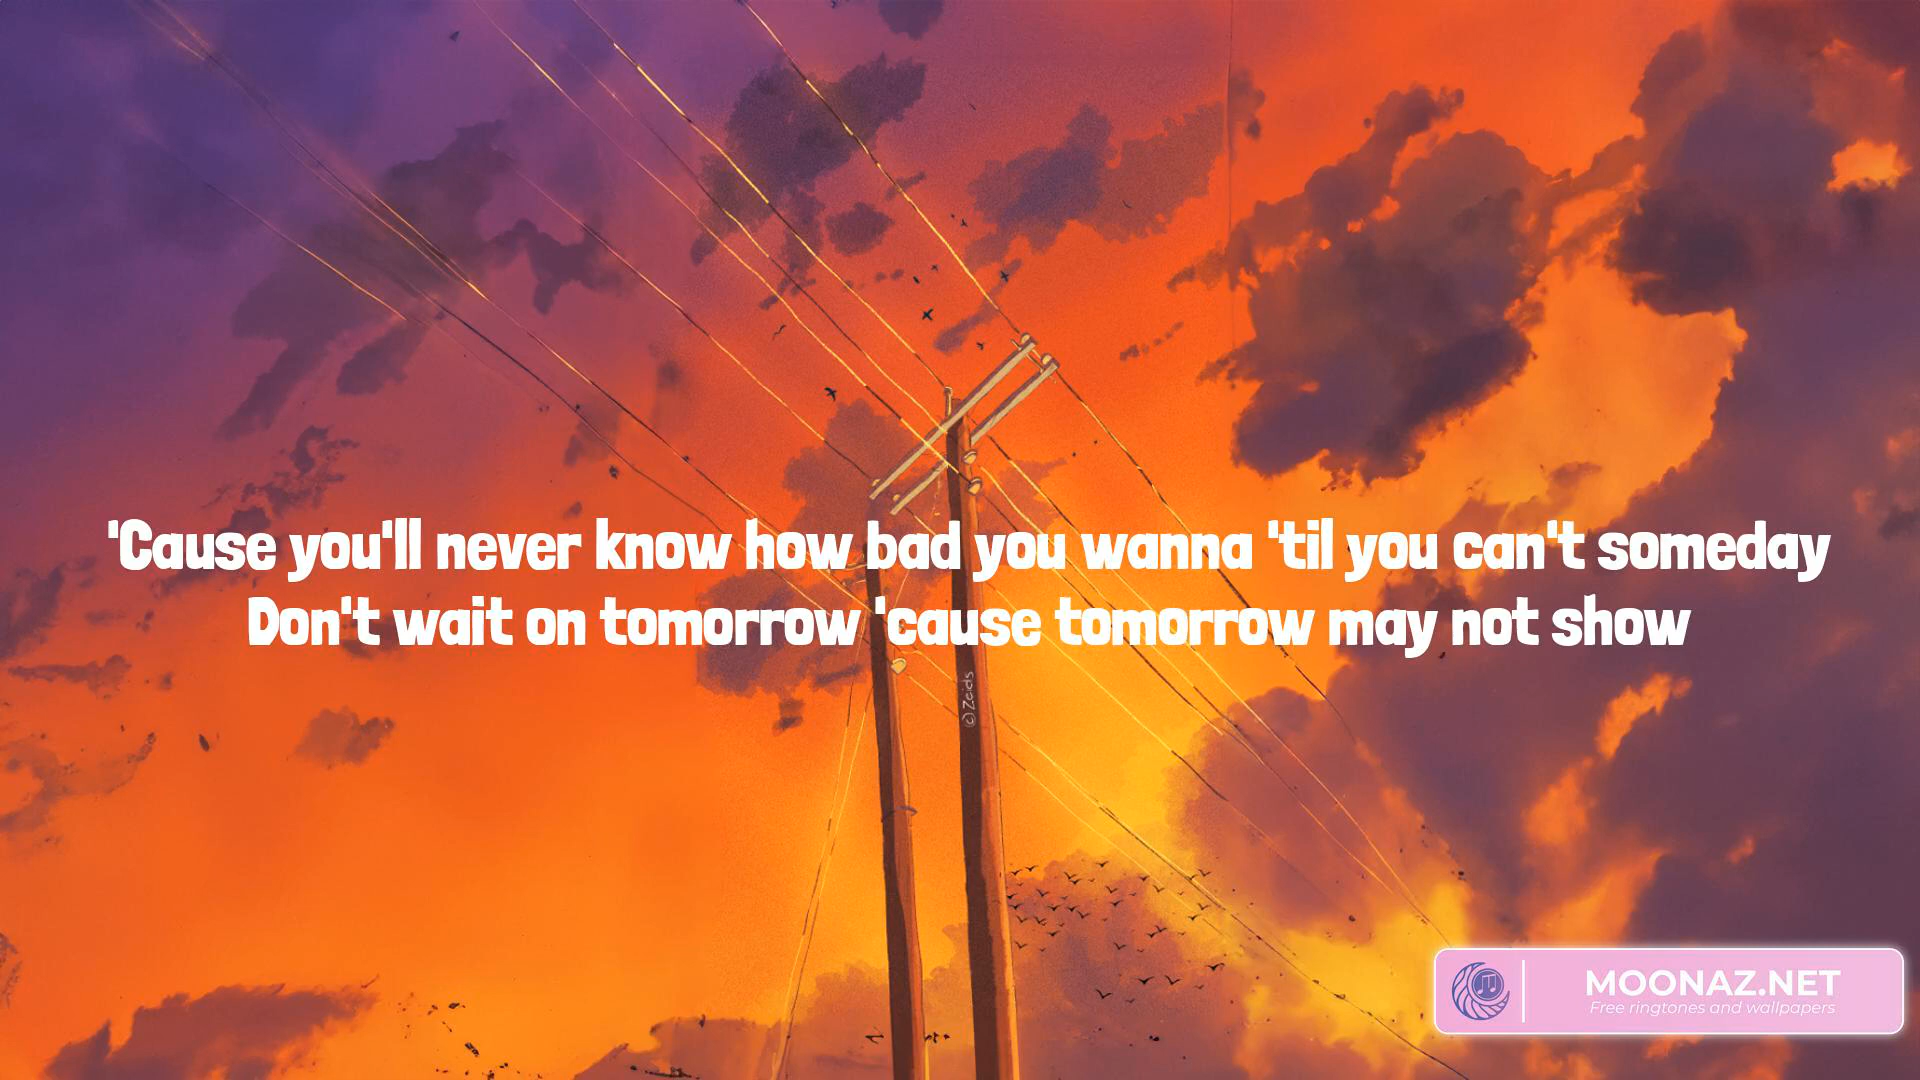 'Cause you'll never know how bad you wanna 'til you can't someday
Don't wait on tomorrow 'cause tomorrow may not show
(c) Zeids
MOONAZ.NET
Free ringtones and wallpapers